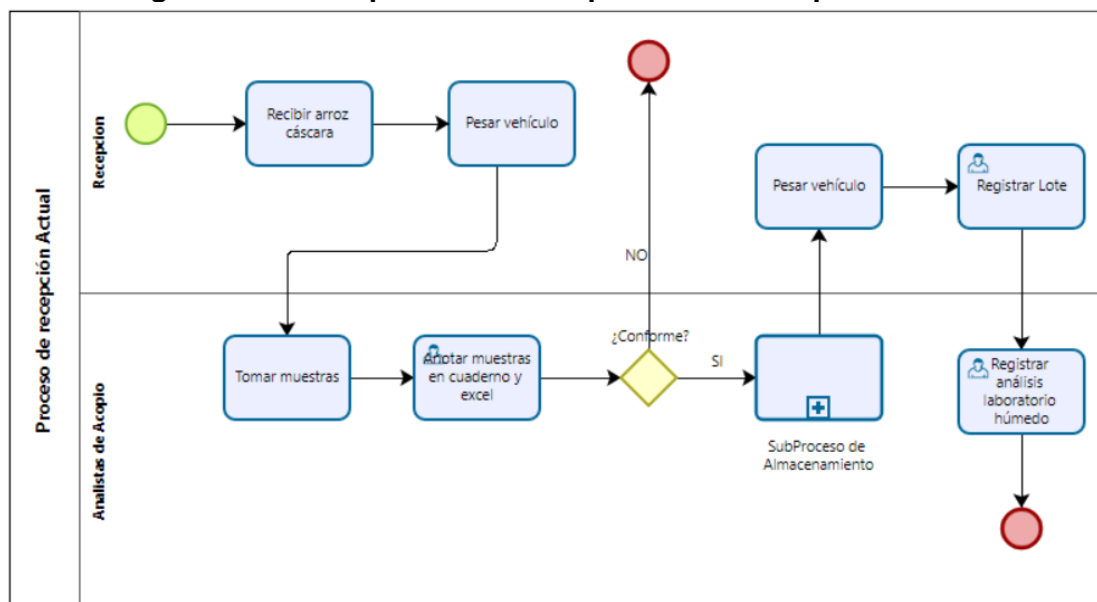 Proceso de recepción Actual
Recepcion
Recibir arroz
cáscara
Pesar vehículo
NO
Pesar vehículo
Registrar Lote
Analistas de Acopio
Tomar muestras
Anotar muestras
en cuaderno y
excel
¿Conforme?
SI
SubProceso de
Almacenamiento
Registrar
análisis
laboratorio
húmedo